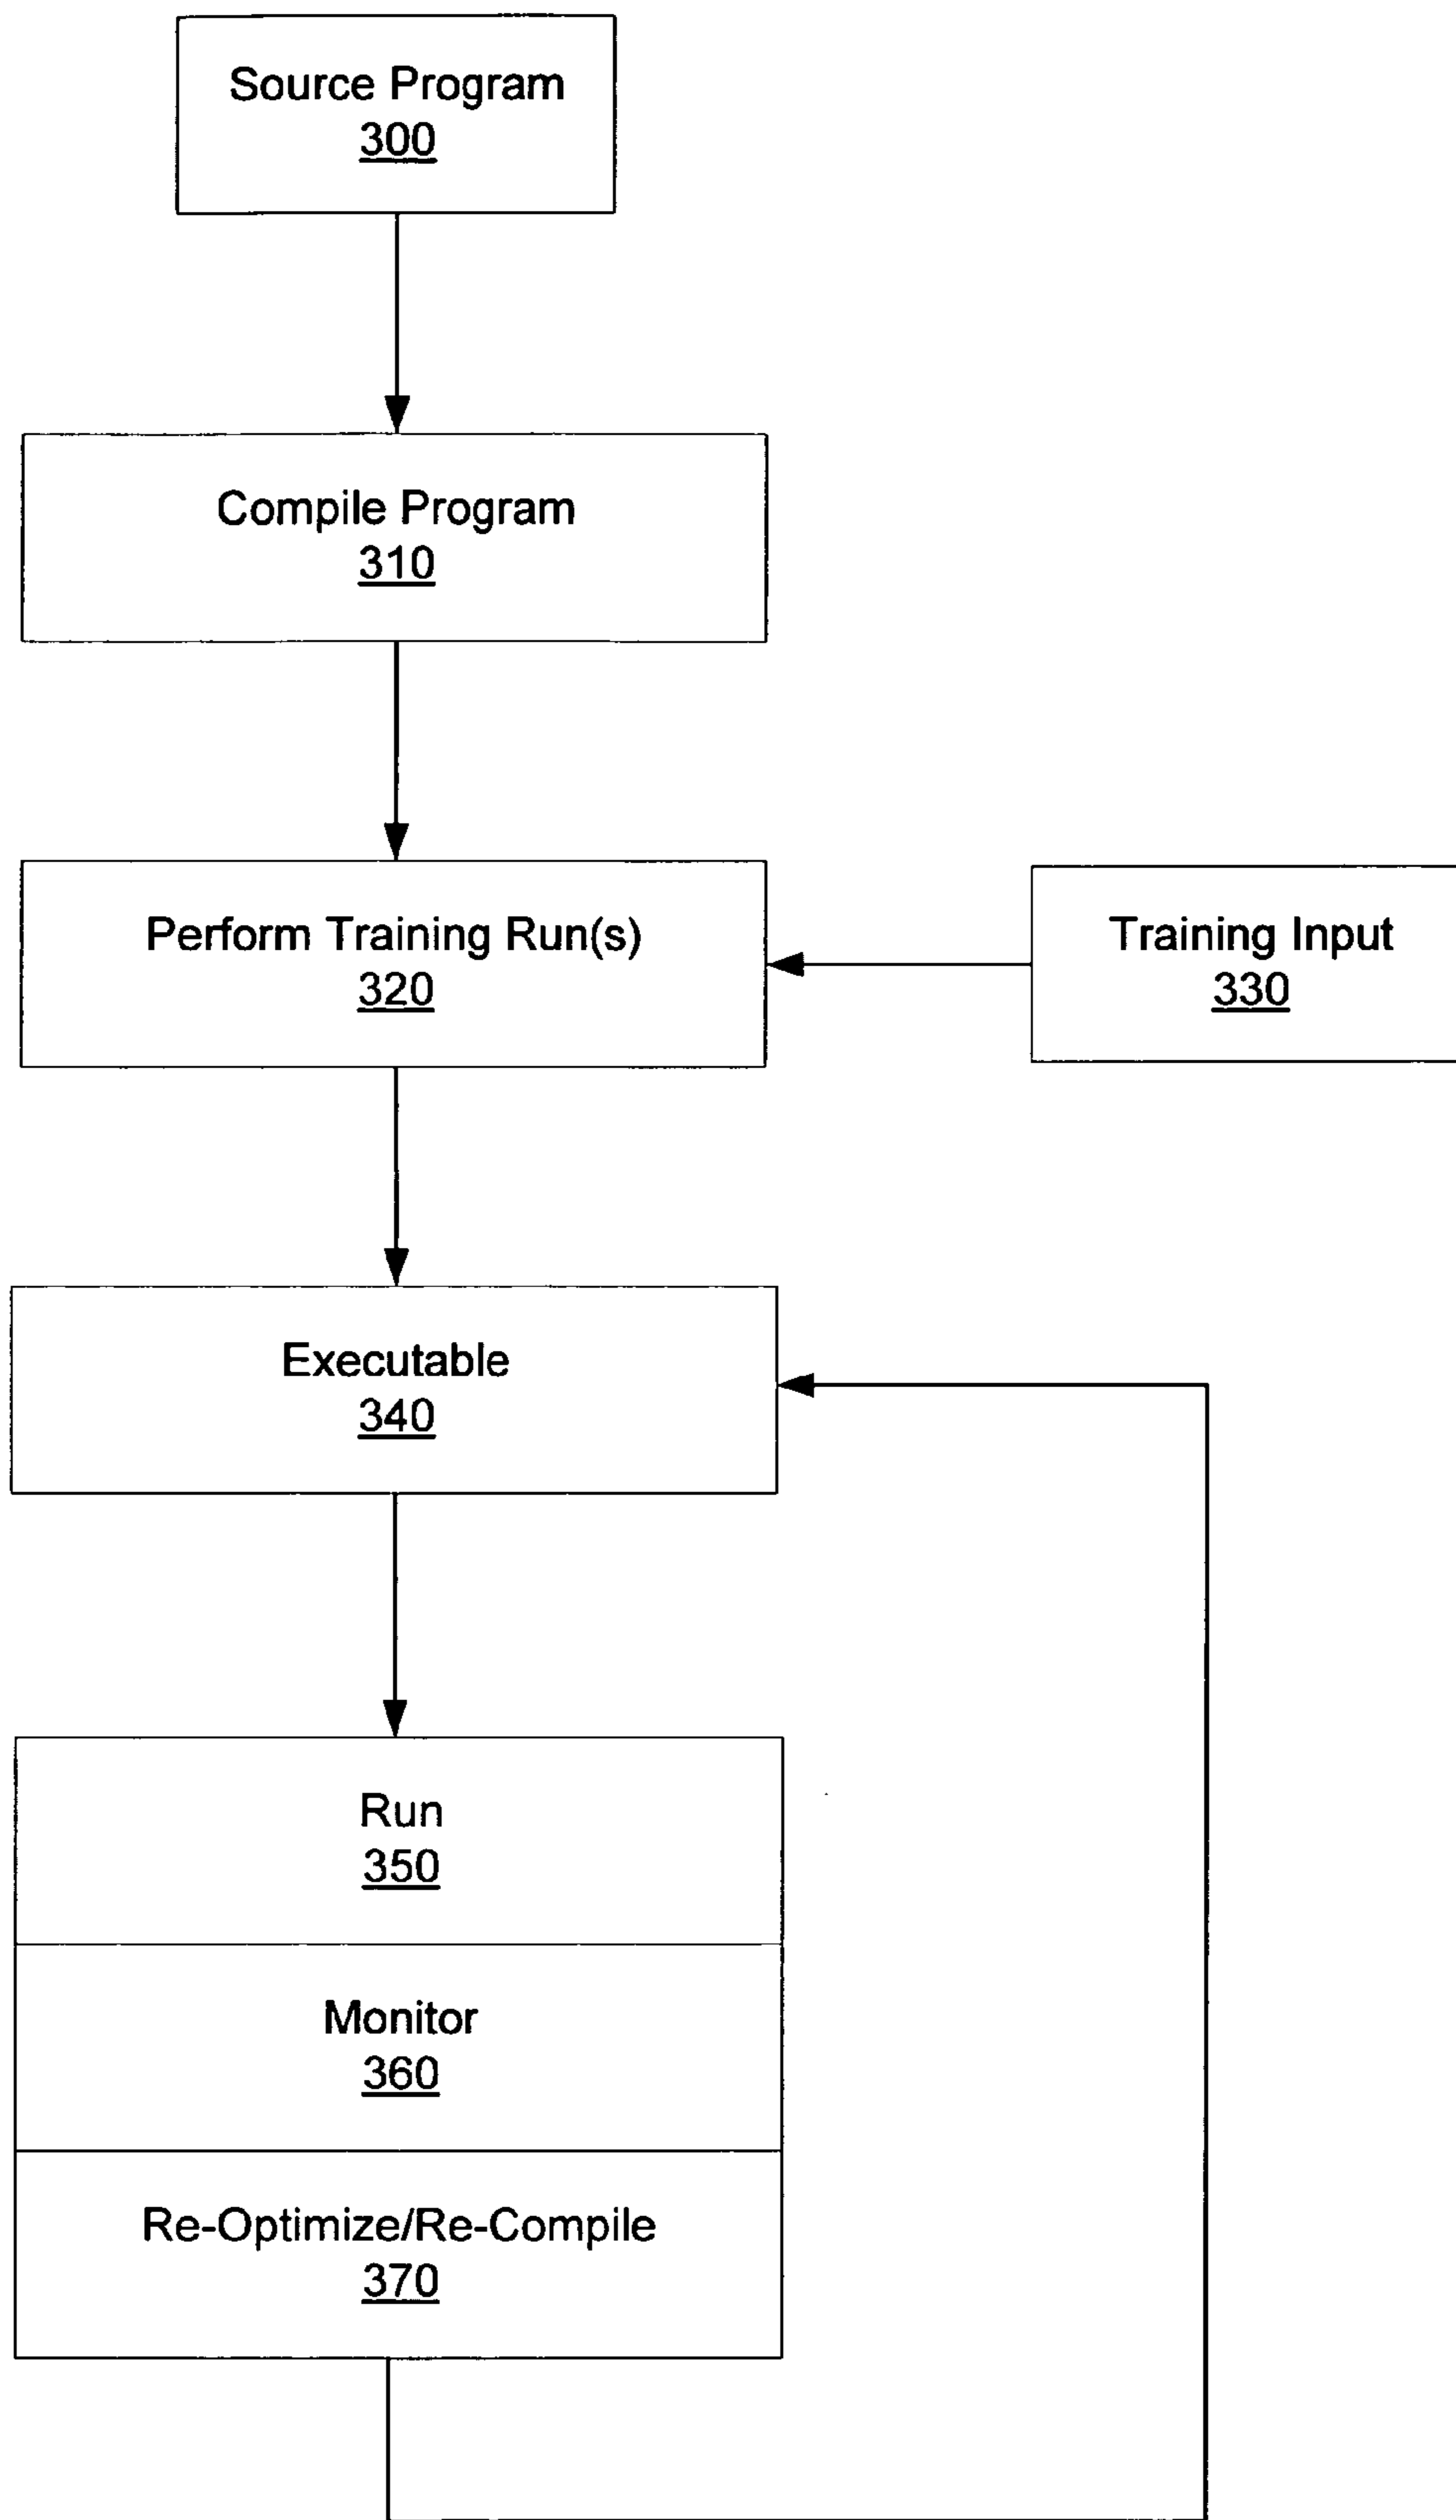 Source Program
300
Compile Program
310
Perform Training Run(s)
320
Training Input
330
Executable
340
Run
350
Monitor
360
Re-Optimize/Re-Compile
370